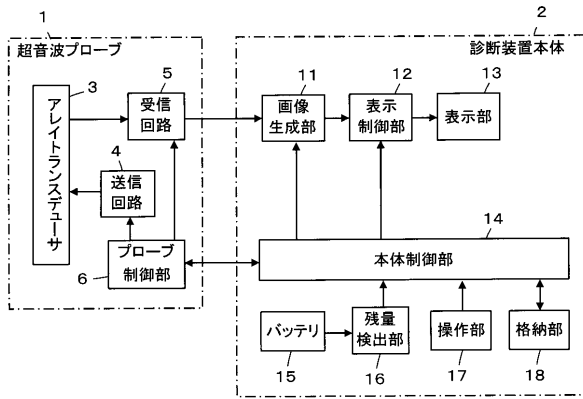 1
2
超音波プローブ
診断装置本体
3
5
11
12
13
アレイトランスデューサ
受信
回路
画像
生成部
表示
制御部
表示部
4
送信
回路
14
プローブ
制御部
6
本体制御部
バッテリ
残量
検出部
操作部
格納部
15
16
17
18